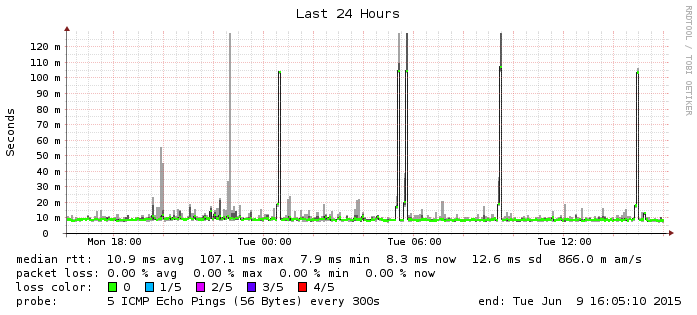 Last 24 Hours
RRDTOOL / TOBI OETIKER
Seconds
120 m
110 m
100 m
90 m
80 m
70 m
60 m
50 m
40 m
30 m
20 m
10 m
0
Mon 18:00 Tue 00:00 Tue 06:00 Tue 12:00
median rtt: 10.9 ms avg 107.1 ms max 7.9 ms min 8.3 ms now 12.6 ms sd 866.0 m am/s
packet loss: 0.00 % avg 0.00 % max 0.00 % min 0.00 % now
loss color: 0 1/5 2/5 3/5 4/5
probe: 5 ICMP Echo Pings (56 Bytes) every 300s end: Tue Jun 9 16:05:10 2015